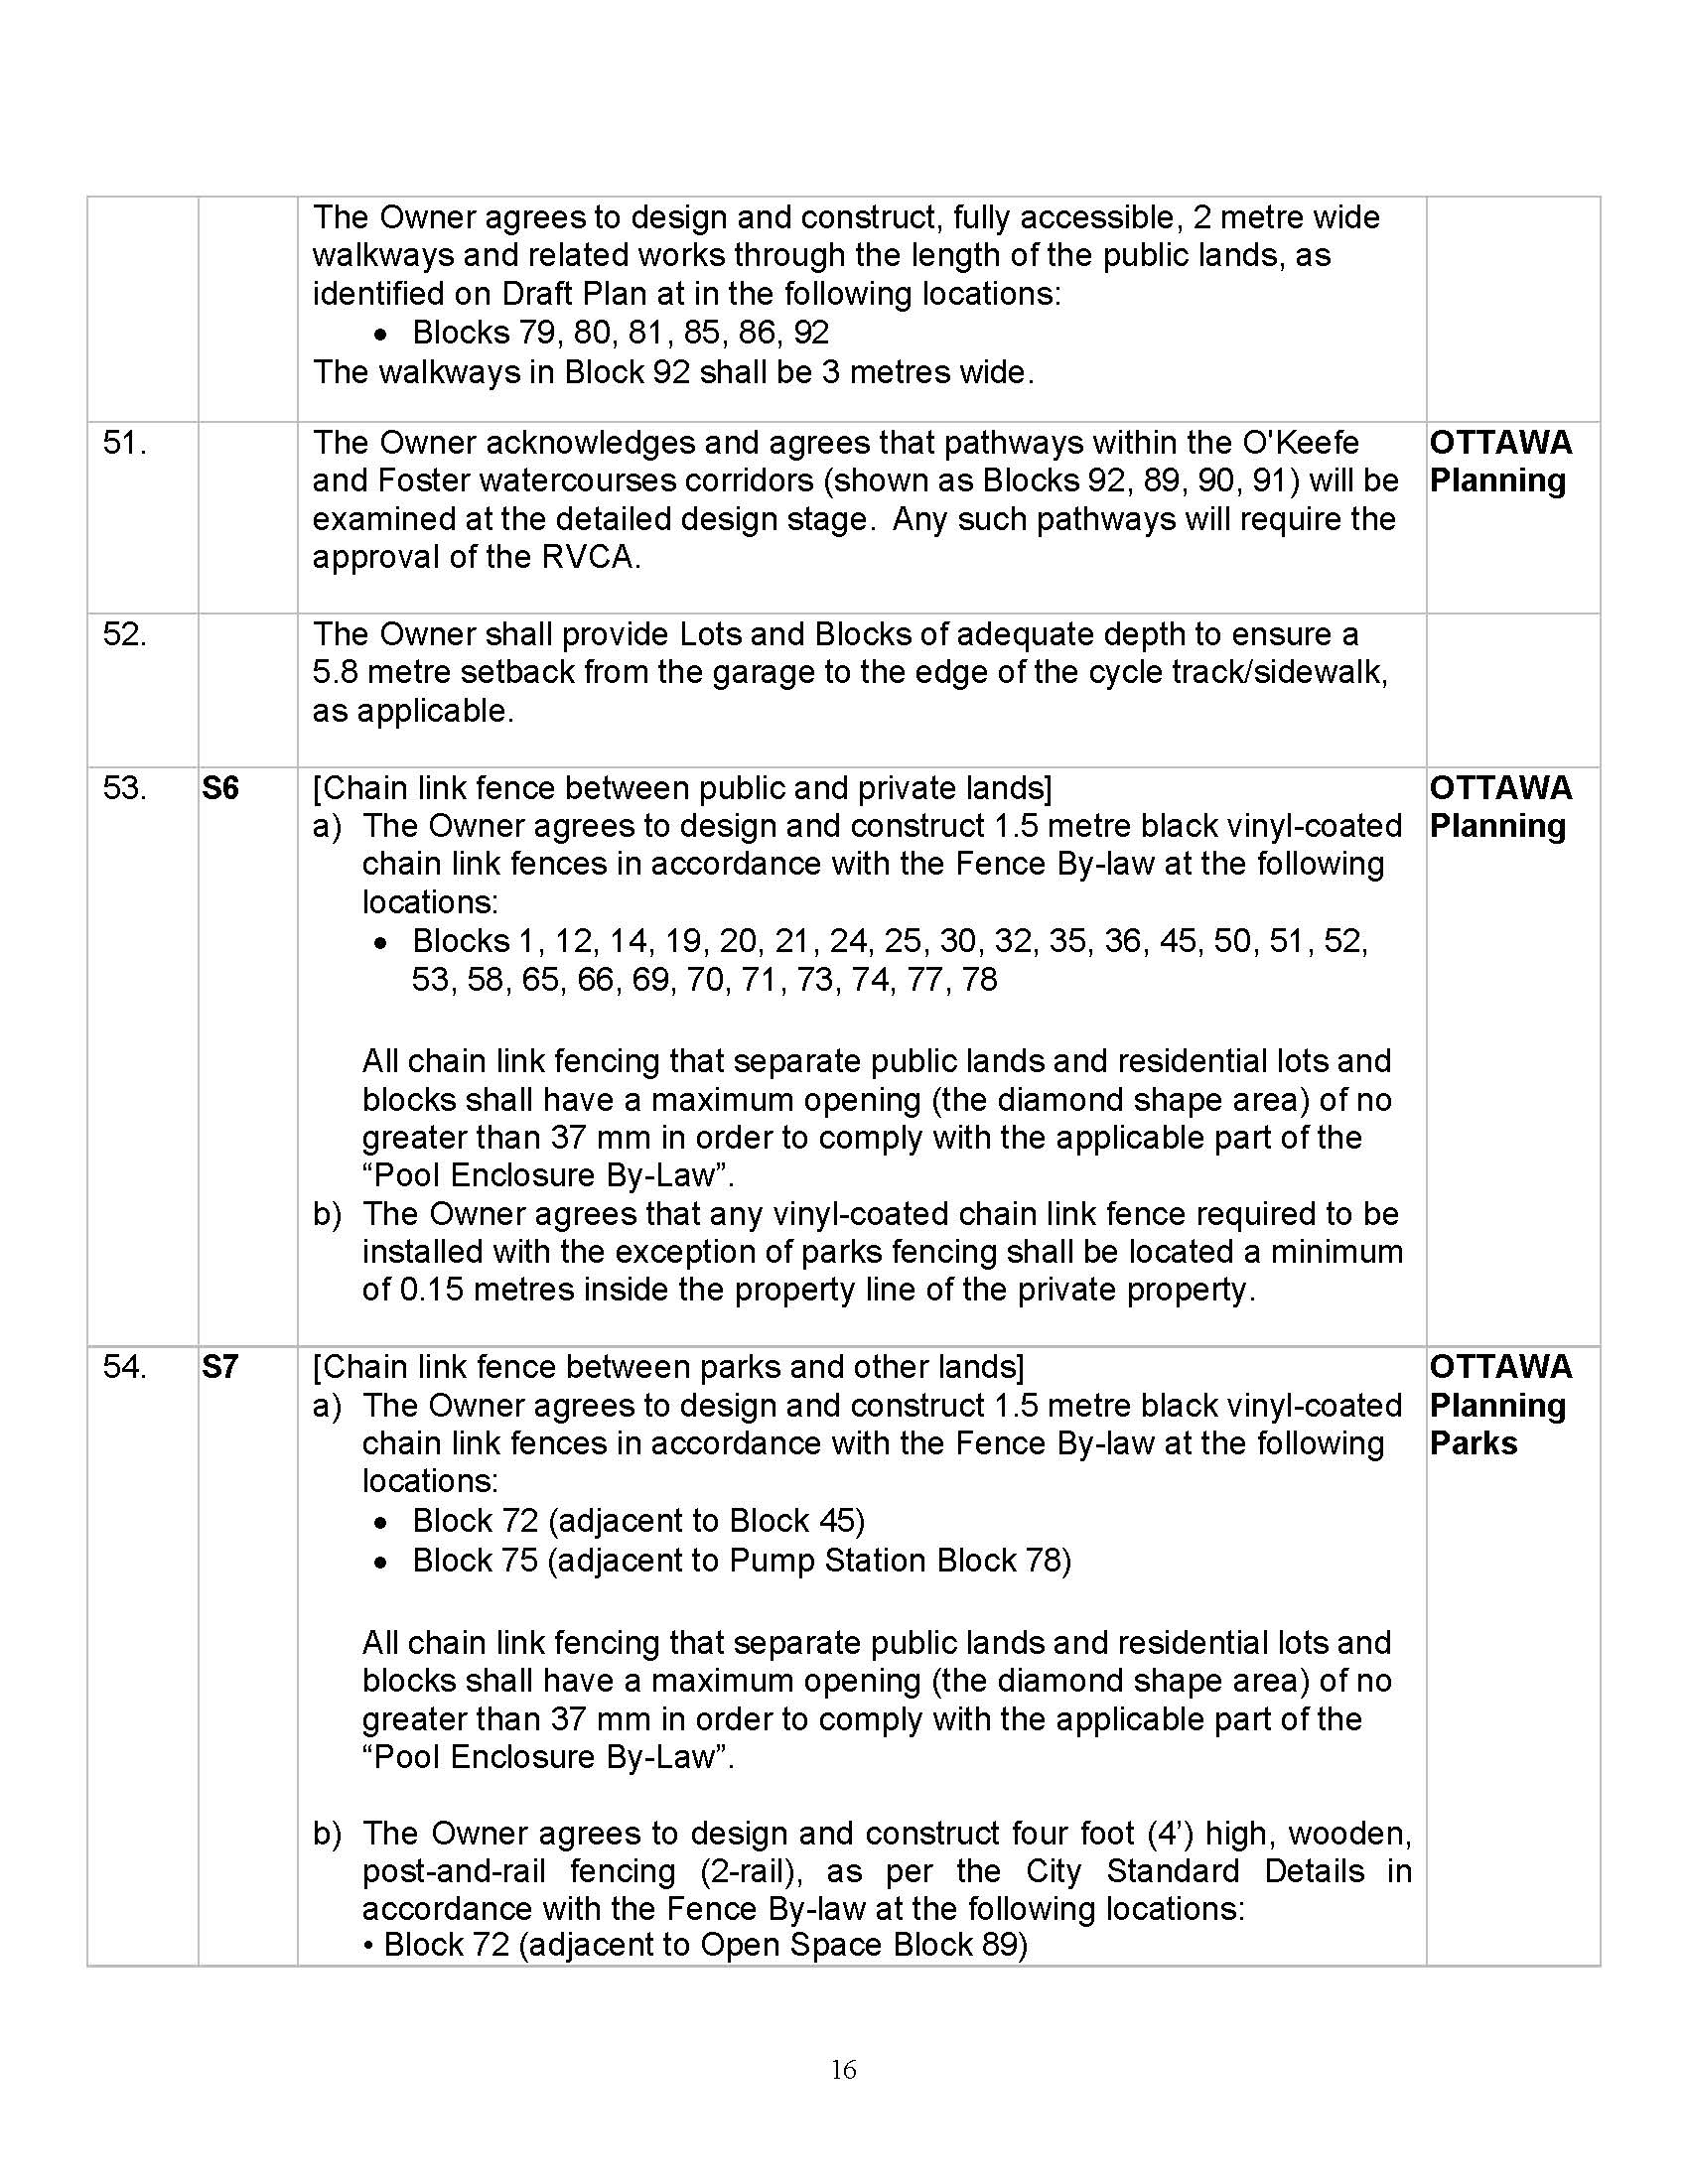 The Owner agrees to design and construct, fully accessible, 2 metre wide
walkways and related works through the length of the public lands, as
identified on Draft Plan at in the following locations:
• Blocks 79, 80, 81, 85, 86, 92
The walkways in Block 92 shall be 3 metres wide.
51. The Owner acknowledges and agrees that pathways within the O'Keefe OTTAWA
and Foster watercourses corridors (shown as Blocks 92, 89, 90, 91) will be Planning
examined at the detailed design stage.  Any such pathways will require the
approval of the RVCA.
52. The Owner shall provide Lots and Blocks of adequate depth to ensure a
5.8 metre setback from the garage to the edge of the cycle track/sidewalk,
as applicable.
53. S6 [Chain link fence between public and private lands] OTTAWA
a) The Owner agrees to design and construct 1.5 metre black vinyl-coated Planning
chain link fences in accordance with the Fence By-law at the following
locations:
• Blocks 1, 12, 14, 19, 20, 21, 24, 25, 30, 32, 35, 36, 45, 50, 51, 52,
53, 58, 65, 66, 69, 70, 71, 73, 74, 77, 78
All chain link fencing that separate public lands and residential lots and
blocks shall have a maximum opening (the diamond shape area) of no
greater than 37 mm in order to comply with the applicable part of the
“Pool Enclosure By-Law”.
b) The Owner agrees that any vinyl-coated chain link fence required to be
installed with the exception of parks fencing shall be located a minimum
of 0.15 metres inside the property line of the private property.
54. S7 [Chain link fence between parks and other lands] OTTAWA
a) The Owner agrees to design and construct 1.5 metre black vinyl-coated Planning
chain link fences in accordance with the Fence By-law at the following Parks
locations:
• Block 72 (adjacent to Block 45)
• Block 75 (adjacent to Pump Station Block 78)
All chain link fencing that separate public lands and residential lots and
blocks shall have a maximum opening (the diamond shape area) of no
greater than 37 mm in order to comply with the applicable part of the
“Pool Enclosure By-Law”.
b) The Owner agrees to design and construct four foot (4’) high, wooden,
post-and-rail fencing (2-rail), as per the City Standard Details in
accordance with the Fence By-law at the following locations:
• Block 72 (adjacent to Open Space Block 89)
16